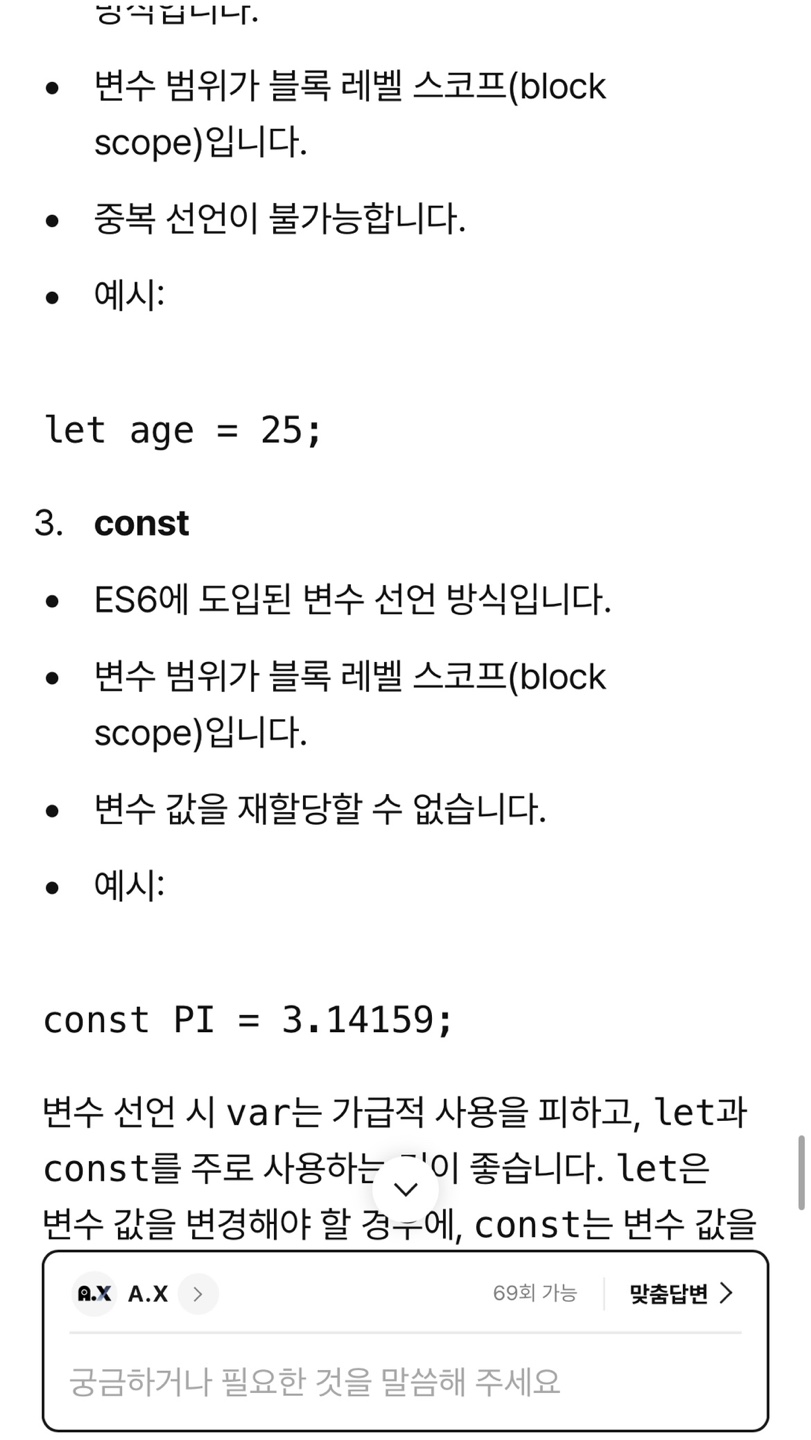 방식입니다.
• 변수 범위가 블록 레벨 스코프(block
scope)입니다.
• 중복 선언이 불가능합니다.
• 예시:
let age = 25;
3. const
• ES6에 도입된 변수 선언 방식입니다.
• 변수 범위가 블록 레벨 스코프(block
scope)입니다.
• 변수 값을 재할당할 수 없습니다.
• 예시:
const PI = 3.14159;
변수 선언 시 var는 가급적 사용을 피하고, let과
const를 주로 사용하는 것이 좋습니다. let은
변수 값을 변경해야 할 경우에, const는 변수 값을
A.X A.X 69회 가능 맞춤답변
궁금하거나 필요한 것을 말씀해 주세요